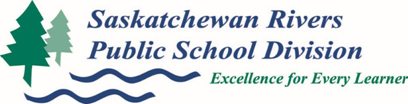 Saskatchewan Rivers
Public School Division
Excellence for Every Learner